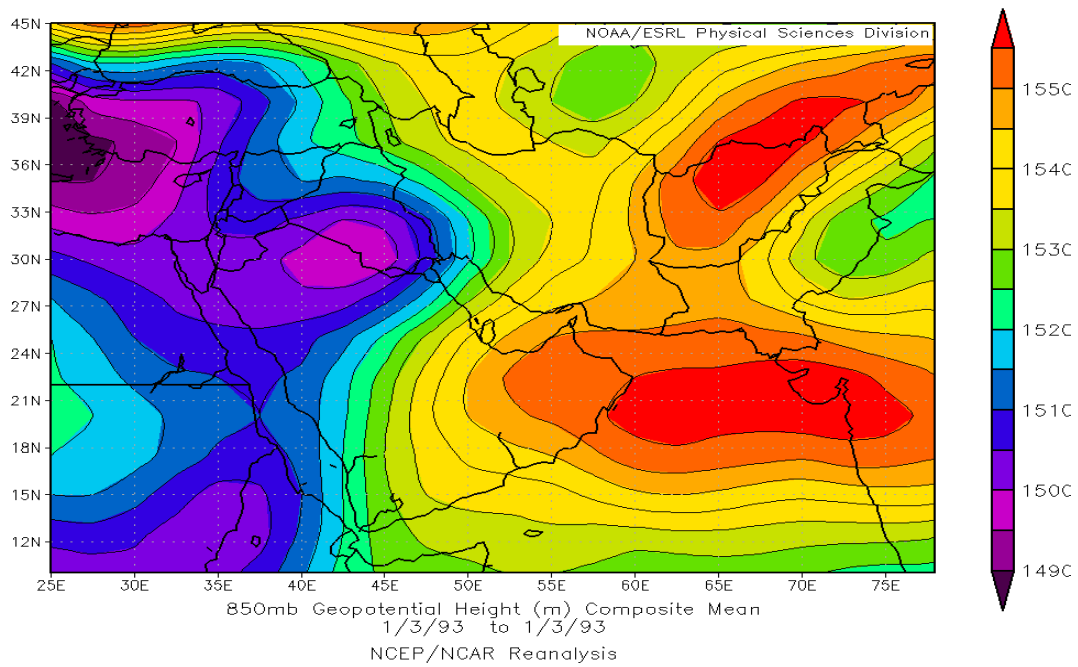 NOAA/ESRL Physical Sciences Division
45N
42N
39N
36N
33N
30N
27N
24N
21N
18N
15N
12N
25E 30E 35E 40E 45E 50E 55E 60E 65E 70E 75E
1550
1540
1530
1520
1510
1500
1490
850mb Geopotential Height (m) Composite Mean
1/3/93 to 1/3/93
NCEP/NCAR Reanalysis